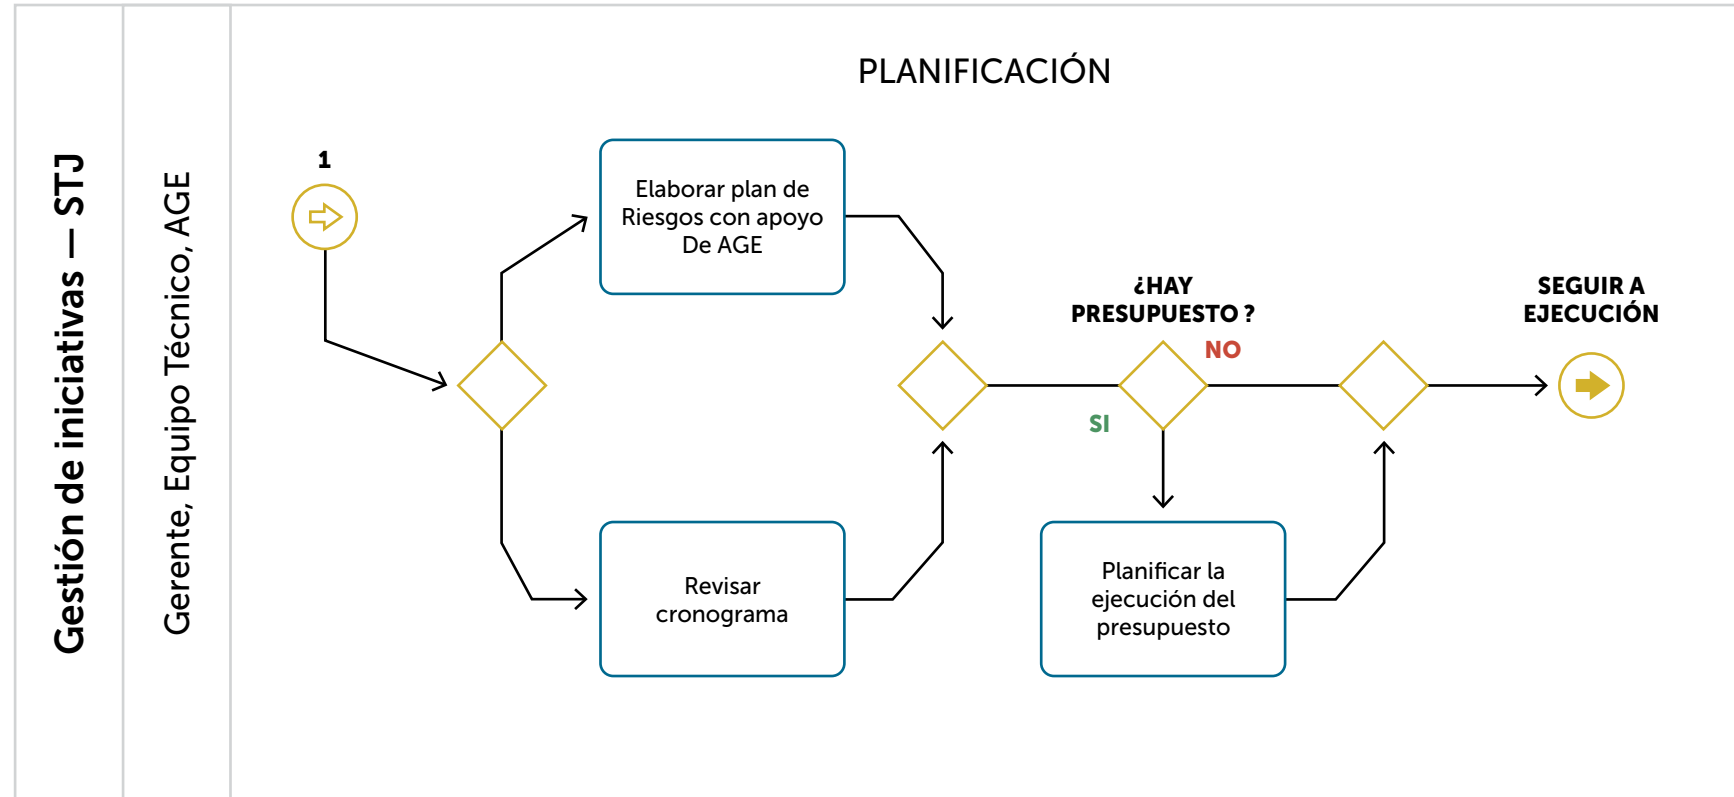 Gestión de iniciativas — STJ
Gerente, Equipo Técnico, AGE
PLANIFICACIÓN
1
Elaborar plan de
Riesgos con apoyo
De AGE
Revisar
cronograma
¿HAY
PRESUPUESTO ?
NO
SI
Planificar la
ejecución del
presupuesto
SEGUIR A
EJECUCIÓN